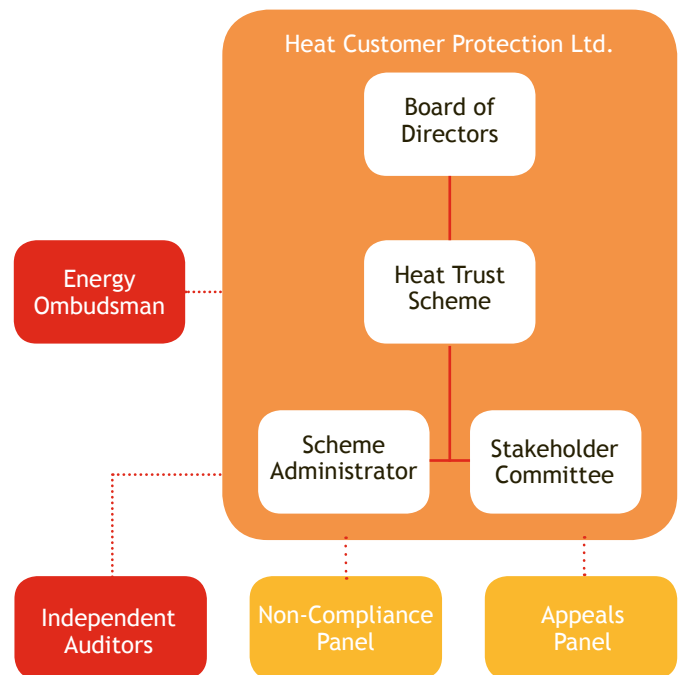 Heat Customer Protection Ltd.
Board of
Directors
Energy
Ombudsman
Heat Trust
Scheme
Scheme
Administrator
Stakeholder
Committee
Independent
Auditors
Non-Compliance
Panel
Appeals
Panel